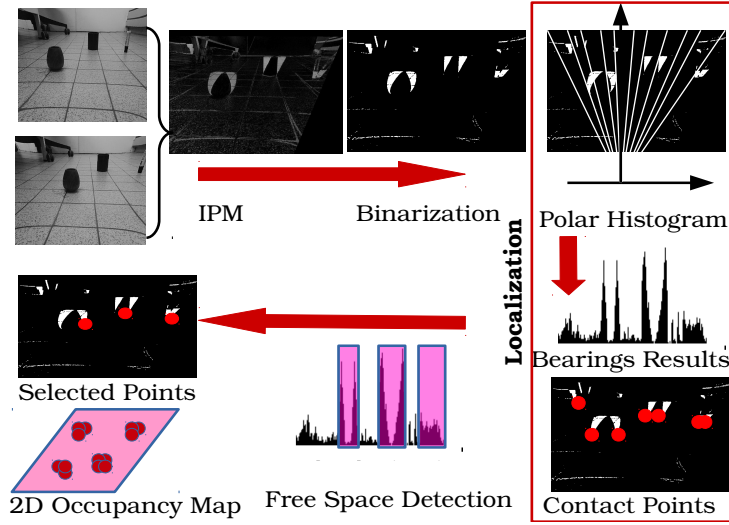 IPM
Binarization
Polar Histogram
Localization
Bearings Results
Selected Points
2D Occupancy Map
Free Space Detection
Contact Points